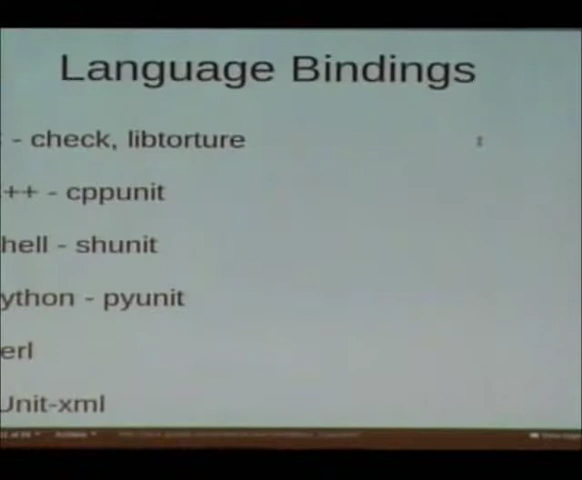 Language Bindings
- check, libtorture
++ - cppunit
hell - shunit
ython - pyunit
erl
Unit-xml